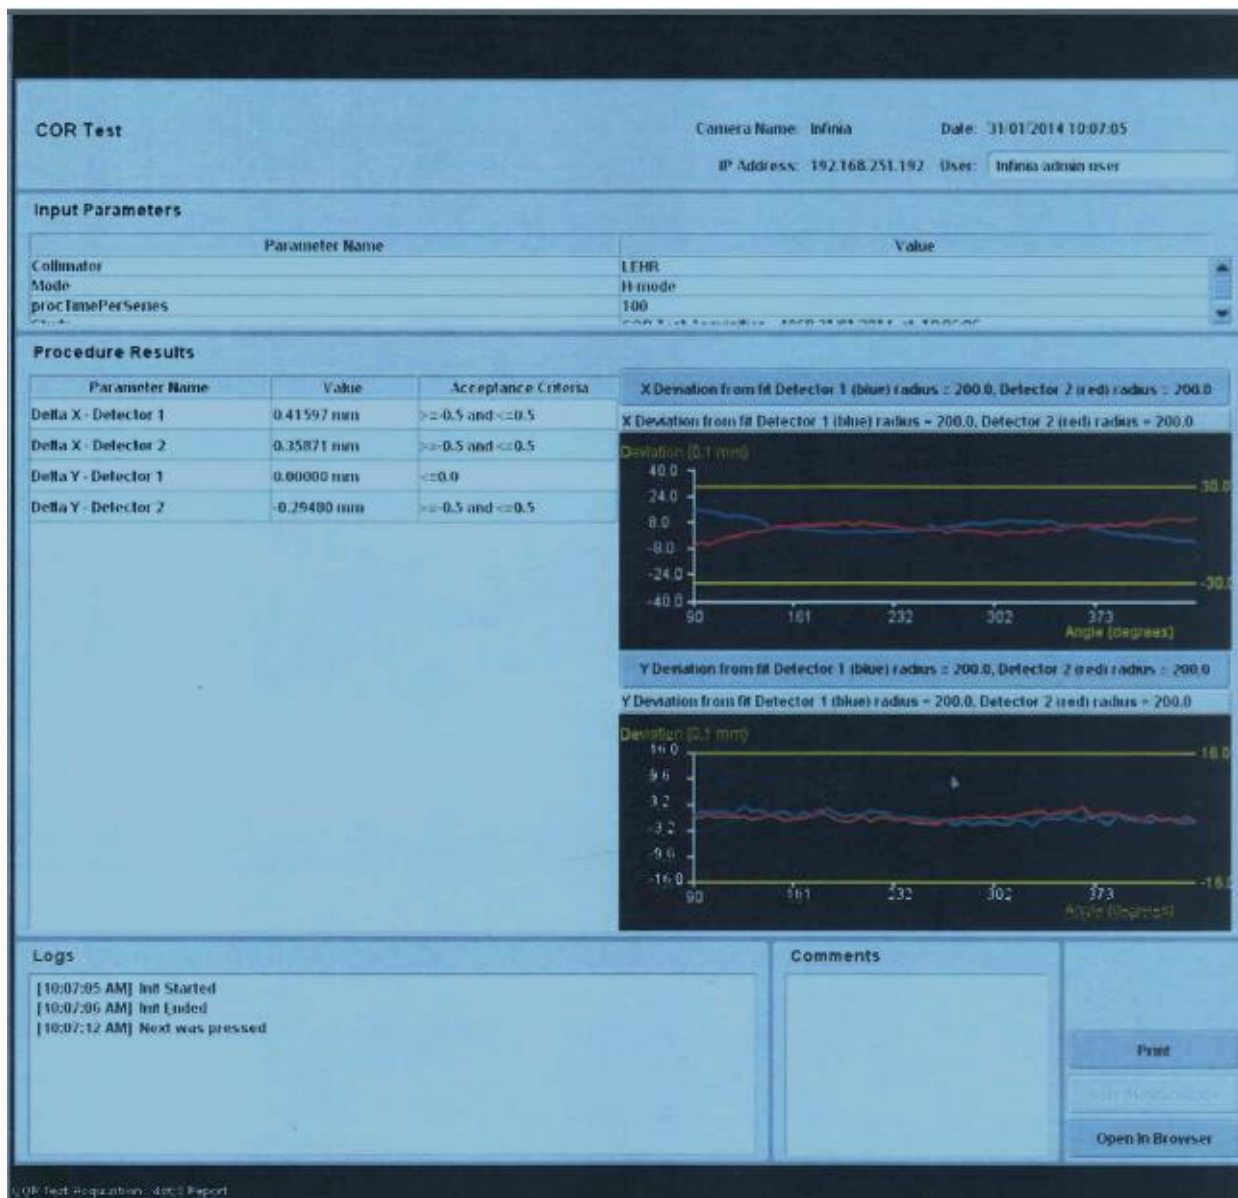 COR Test
Camera Name: Infinia Date: 31/01/2014 10:07:05
IP Address: 192.168.251.192 User: Infinia admin user
Input Parameters
Parameter Name Value
Collimator LEHR
Mode H-mode
procTimePerSeries 100
Procedure Results
Parameter Name Value Acceptance Criteria
Delta X - Detector 1 0.41597 mm >=-0.5 and <=0.5
Delta X - Detector 2 0.35871 mm >=-0.5 and <=0.5
Delta Y - Detector 1 0.00000 mm <=0.0
Delta Y - Detector 2 -0.29480 mm >=-0.5 and <=0.5
X Deviation from fit Detector 1 (blue) radius = 200.0, Detector 2 (red) radius = 200.0
X Deviation from fit Detector 1 (blue) radius = 200.0, Detector 2 (red) radius = 200.0
Deviation (0.1 mm)
40.0
30.0
24.0
8.0
-8.0
-24.0
-30.0
-40.0
90 161 232 302 373
Angle (degrees)
Y Deviation from fit Detector 1 (blue) radius = 200.0, Detector 2 (red) radius = 200.0
Y Deviation from fit Detector 1 (blue) radius = 200.0, Detector 2 (red) radius = 200.0
Deviation (0.1 mm)
16.0 16.0
9.6
3.2
-3.2
-9.6
-16.0 -16.0
90 161 232 302 373
Angle (degrees)
Logs
[10:07:05 AM] Init Started
[10:07:06 AM] Init Ended
[10:07:12 AM] Next was pressed
Comments
Print
Open In Browser
COR Test Acquisition Report